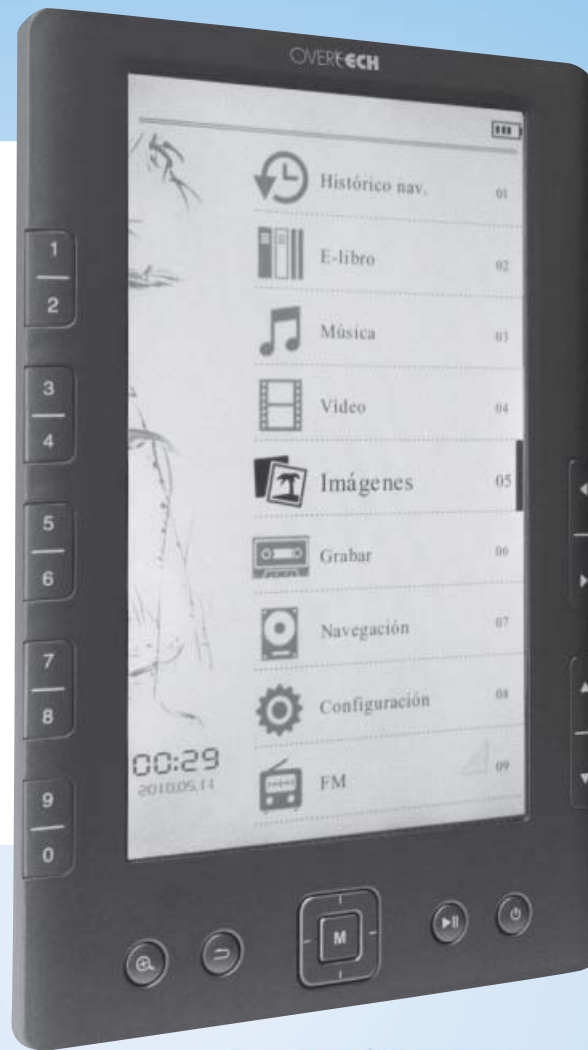 OVERTECH
Histórico nav. 01
E-libro 02
Música 03
Vídeo 04
Imágenes 05
Grabar 06
Navegación 07
Configuración 08
FM 09
00:29
2010.05.11
1
2
3
4
5
6
7
8
9
0
M